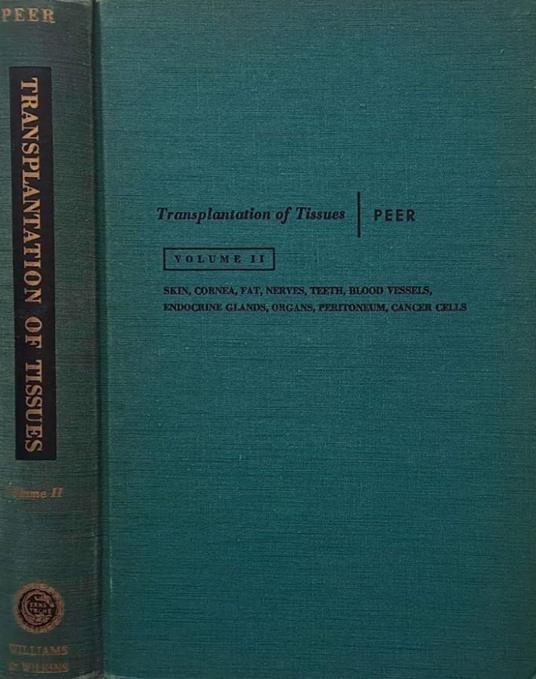 PEER
TRANSPLANTATION OF TISSUES
Volume II
WILLIAMS
& WILKINS
Transplantation of Tissues | PEER
VOLUME II
SKIN, CORNEA, FAT, NERVES, TEETH, BLOOD VESSELS,
ENDOCRINE GLANDS, ORGANS, PERITONEUM, CANCER CELLS